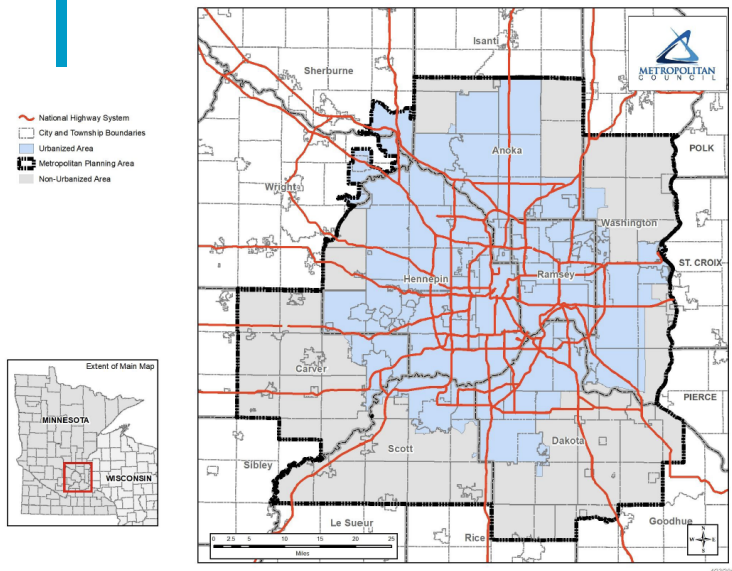 National Highway System
City and Township Boundaries
Urbanized Area
Metropolitan Planning Area
Non-Urbanized Area
METROPOLITAN
COUNCIL
Isanti
Sherburne
Anoka
POLK
Wright
Washington
ST. CROIX
Hennepin
Ramsey
Carver
PIERCE
Scott
Dakota
Sibley
Le Sueur
Rice
Goodhue
0 2.5 5 10 15 20 25
Miles
N
W E
S
Extent of Main Map
MINNESOTA
WISCONSIN